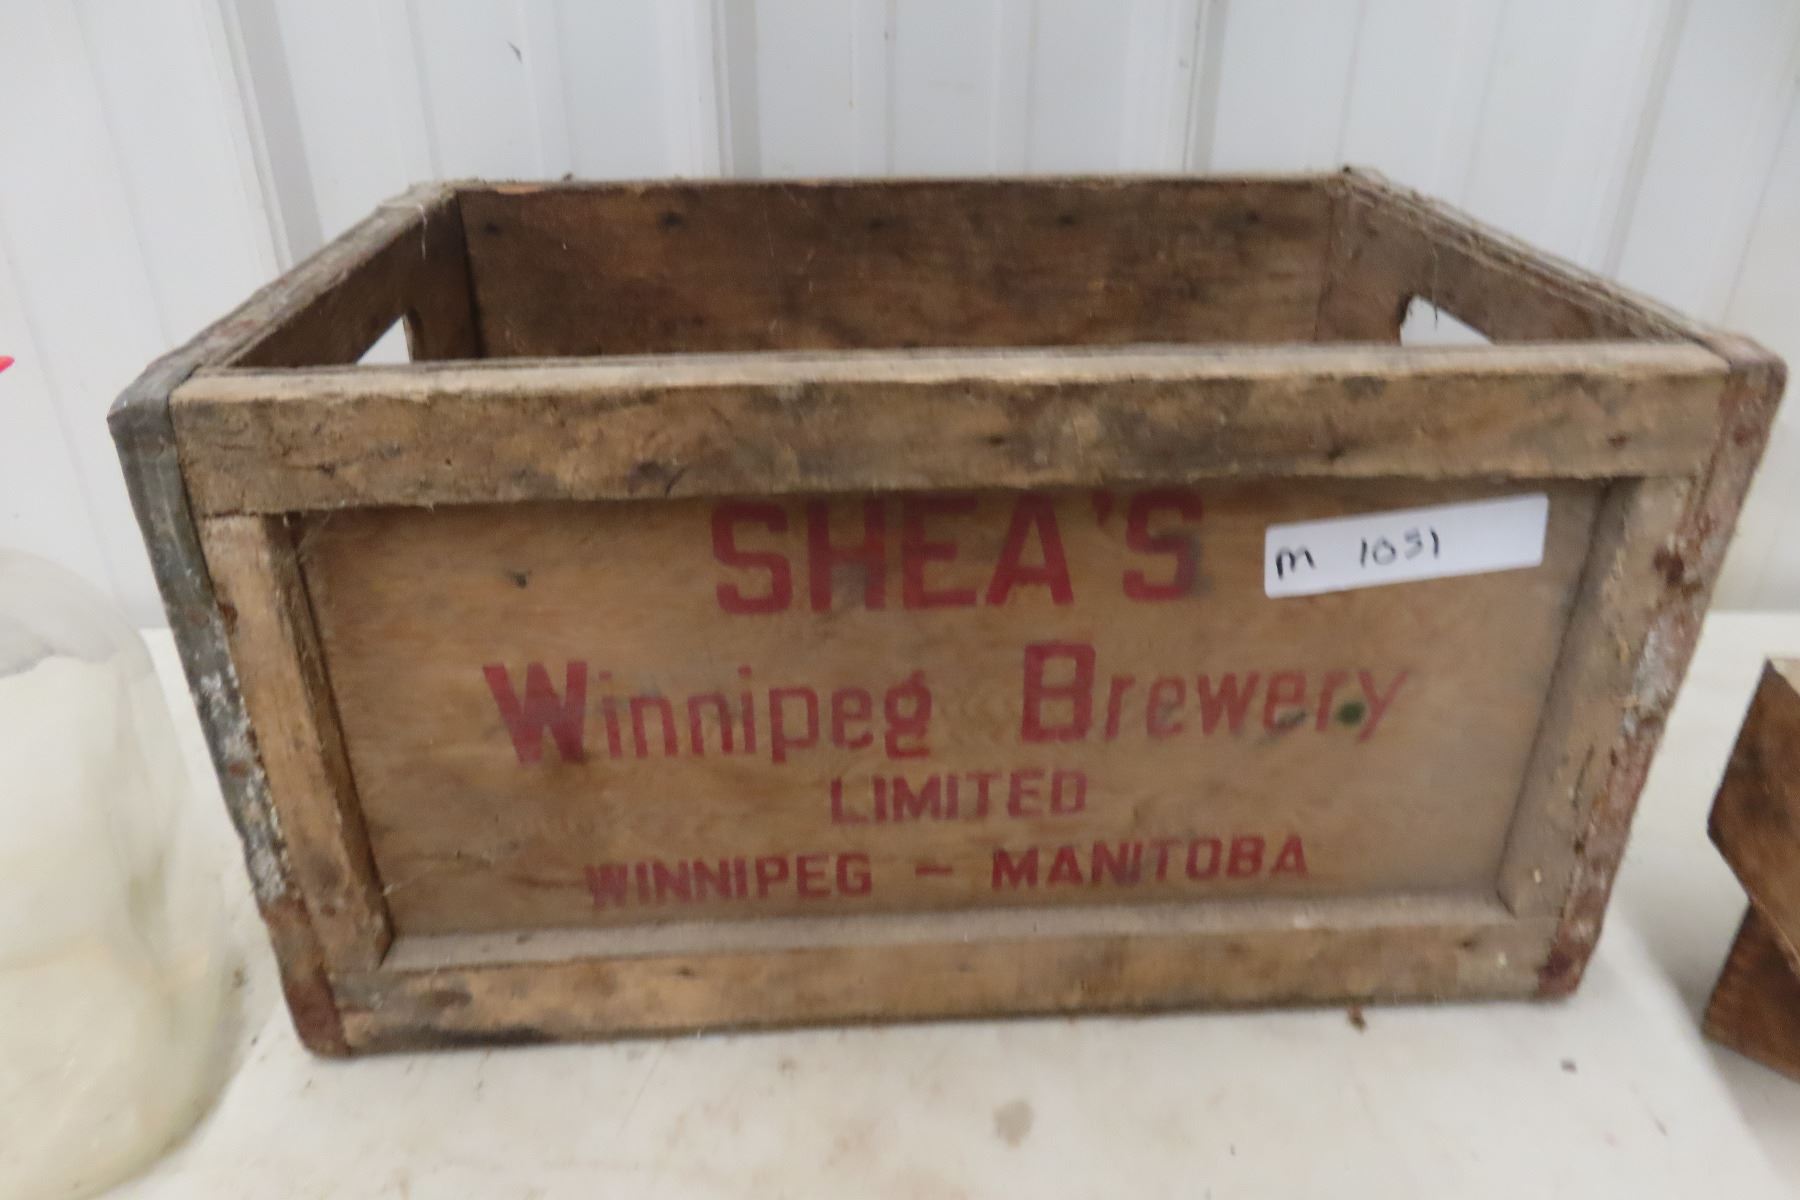 SHEA'S
M 1051
Winnipeg Brewery
LIMITED
WINNIPEG - MANITOBA